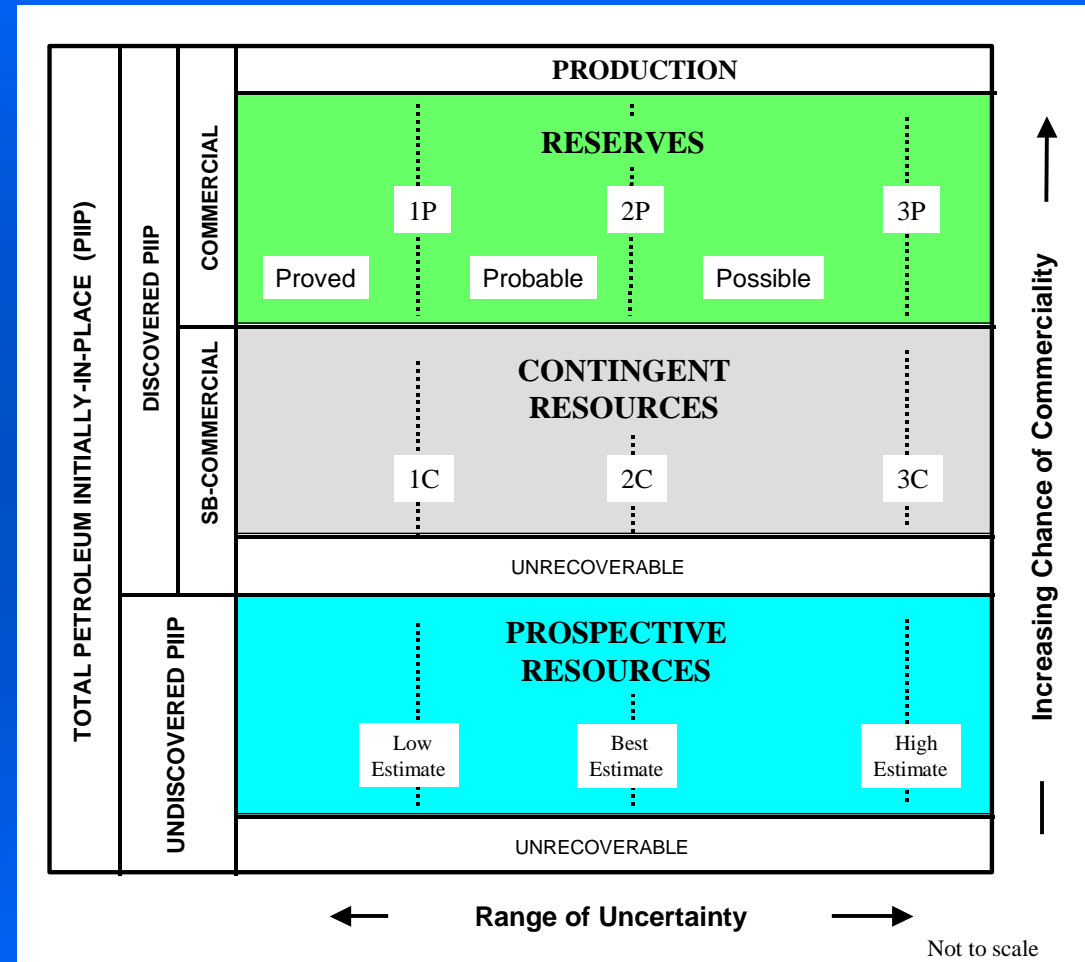 PRODUCTION
RESERVES
1P
2P
3P
Proved
Probable
Possible
CONTINGENT
RESOURCES
1C
2C
3C
UNRECOVERABLE
PROSPECTIVE
RESOURCES
Low
Estimate
Best
Estimate
High
Estimate
UNRECOVERABLE
TOTAL PETROLEUM INITIALLY-IN-PLACE (PIIP)
DISCOVERED PIIP
UNDISCOVERED PIIP
COMMERCIAL
SB-COMMERCIAL
Increasing Chance of Commerciality
Range of Uncertainty
Not to scale